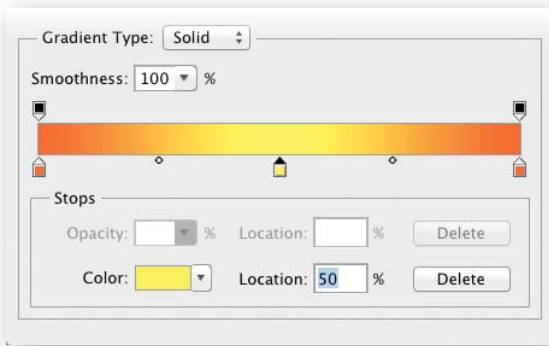 Gradient Type: Solid
Smoothness: 100 %
Stops
Opacity: % Location: % Delete
Color: Location: 50 % Delete